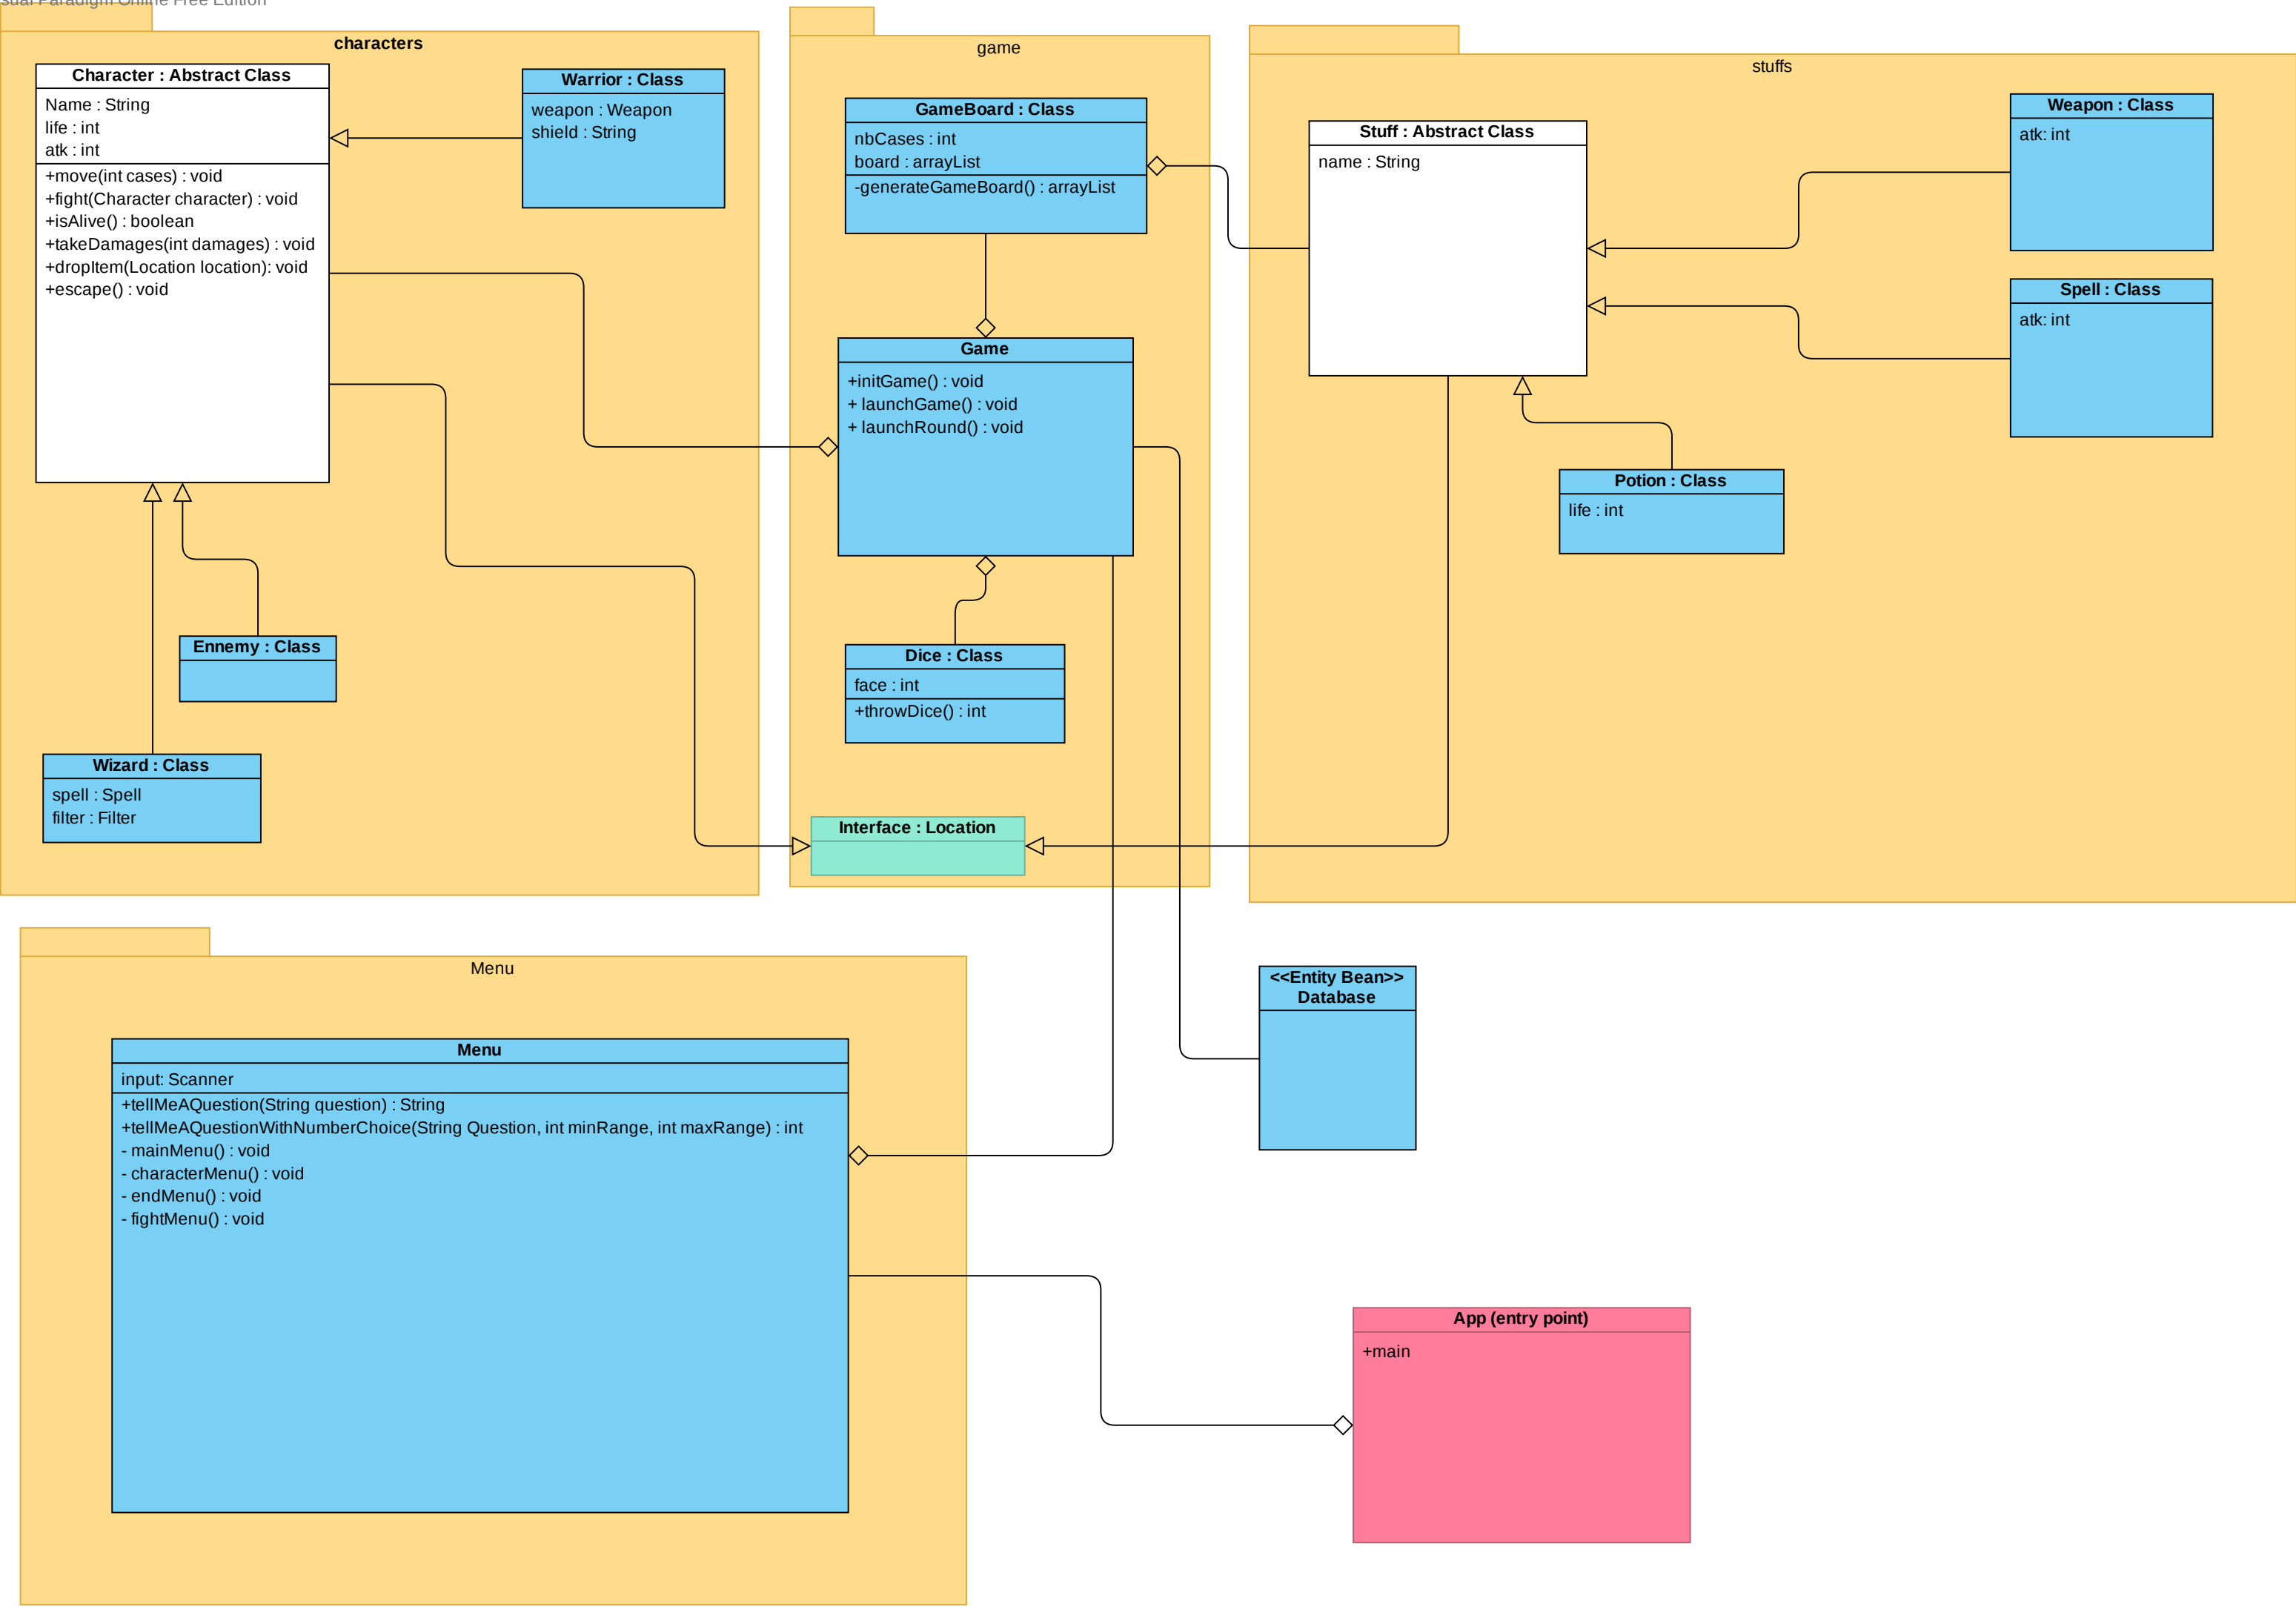 Paradigm Online Free Edition
characters
Character : Abstract Class
Name : String
life : int
atk : int
+move(int cases) : void
+fight(Character character) : void
+isAlive() : boolean
+takeDamages(int damages) : void
+dropItem(Location location): void
+escape() : void
Warrior : Class
weapon : Weapon
shield : String
Ennemy : Class
Wizard : Class
spell : Spell
filter : Filter
game
GameBoard : Class
nbCases : int
board : arrayList
-generateGameBoard() : arrayList
Game
+initGame() : void
+ launchGame() : void
+ launchRound() : void
Dice : Class
face : int
+throwDice() : int
Interface : Location
stuffs
Stuff : Abstract Class
name : String
Weapon : Class
atk: int
Spell : Class
atk: int
Potion : Class
life : int
Menu
Menu
input: Scanner
+tellMeAQuestion(String question) : String
+tellMeAQuestionWithNumberChoice(String Question, int minRange, int maxRange) : int
- mainMenu() : void
- characterMenu() : void
- endMenu() : void
- fightMenu() : void
<<Entity Bean>>
Database
App (entry point)
+main